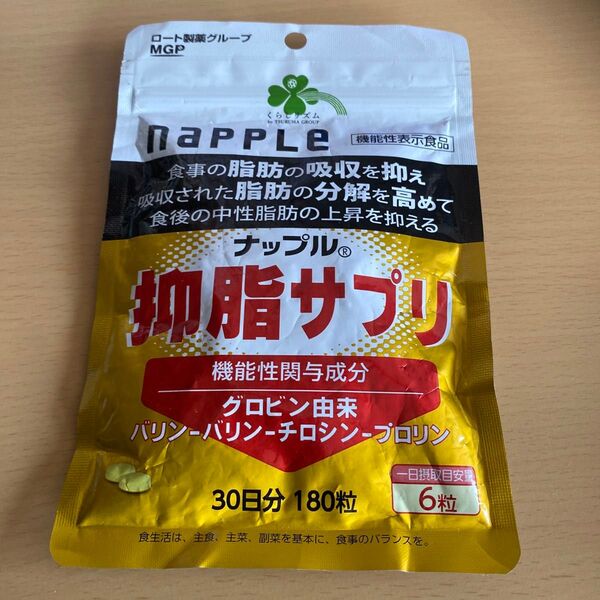 ロート製薬グループ
MGP
くらしリズム
by TSURUHA GROUP
napple
機能性表示食品
食事の脂肪の吸収を抑え
吸収された脂肪の分解を高めて
食後の中性脂肪の上昇を抑える
ナップル®
抑脂サプリ
機能性関与成分
グロビン由来
バリン-バリン-チロシン-プロリン
一日摂取目安量
6粒
30日分 180粒
食生活は、主食、主菜、副菜を基本に、食事のバランスを。